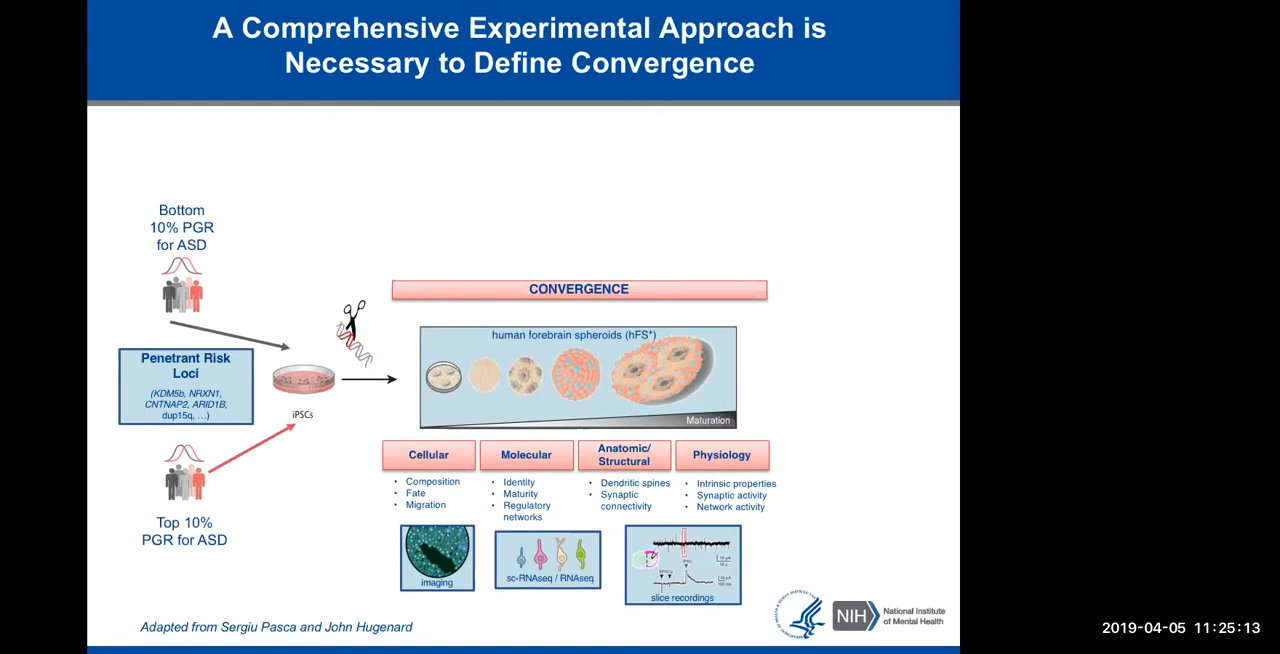 A Comprehensive Experimental Approach is
Necessary to Define Convergence
Bottom
10% PGR
for ASD
Penetrant Risk
Loci
(KDM5b, NRXN1,
CNTNAP2, ARID1B,
dup15q, ...)
iPSCs
Top 10%
PGR for ASD
CONVERGENCE
human forebrain spheroids (hFS*)
Maturation
Cellular
• Composition
• Fate
• Migration
imaging
Molecular
• Identity
• Maturity
• Regulatory
networks
sc-RNAseq / RNAseq
Anatomic/
Structural
• Dendritic spines
• Synaptic
connectivity
Physiology
• Intrinsic properties
• Synaptic activity
• Network activity
slice recordings
Adapted from Sergiu Pasca and John Hugenard
NIH
National Institute
of Mental Health
2019-04-05 11:25:13